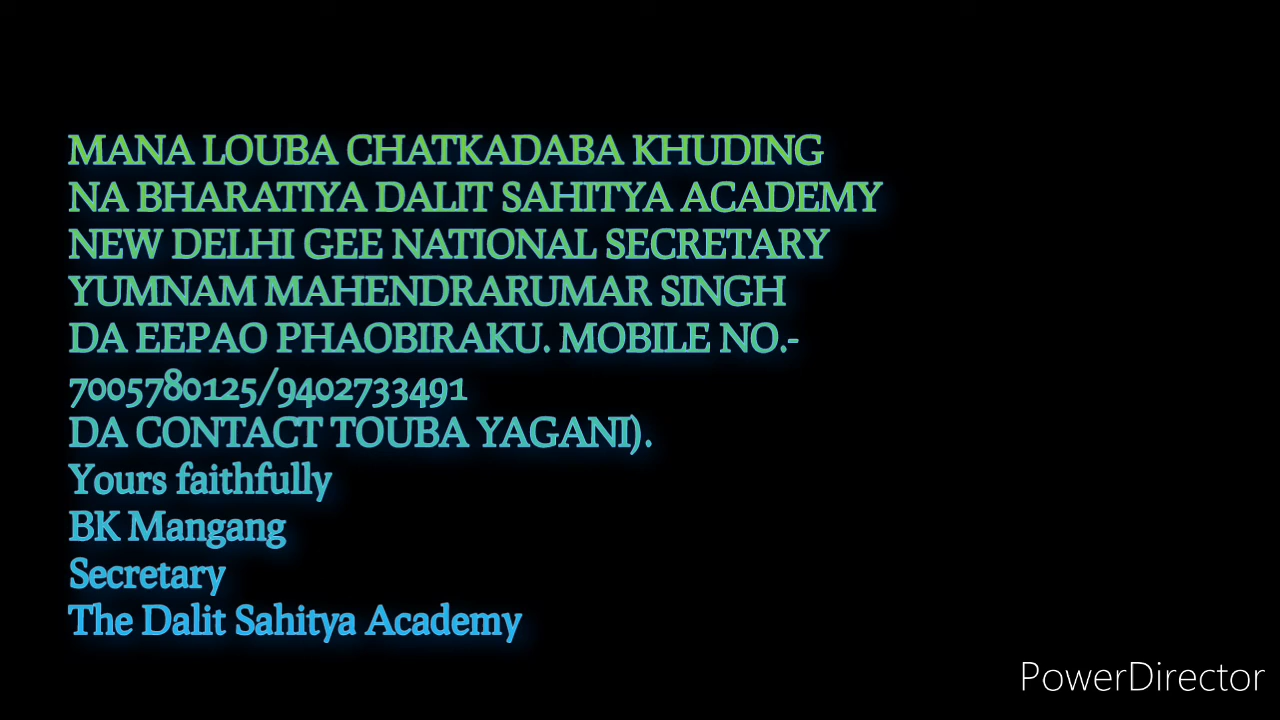 MANA LOUBA CHATKADABA KHUDING
NA BHARATIYA DALIT SAHITYA ACADEMY
NEW DELHI GEE NATIONAL SECRETARY
YUMNAM MAHENDRARUMAR SINGH
DA EEPAO PHAOBIRAKU. MOBILE NO.-
7005780125/9402733491
DA CONTACT TOUBA YAGANI).
Yours faithfully
BK Mangang
Secretary
The Dalit Sahitya Academy
PowerDirector